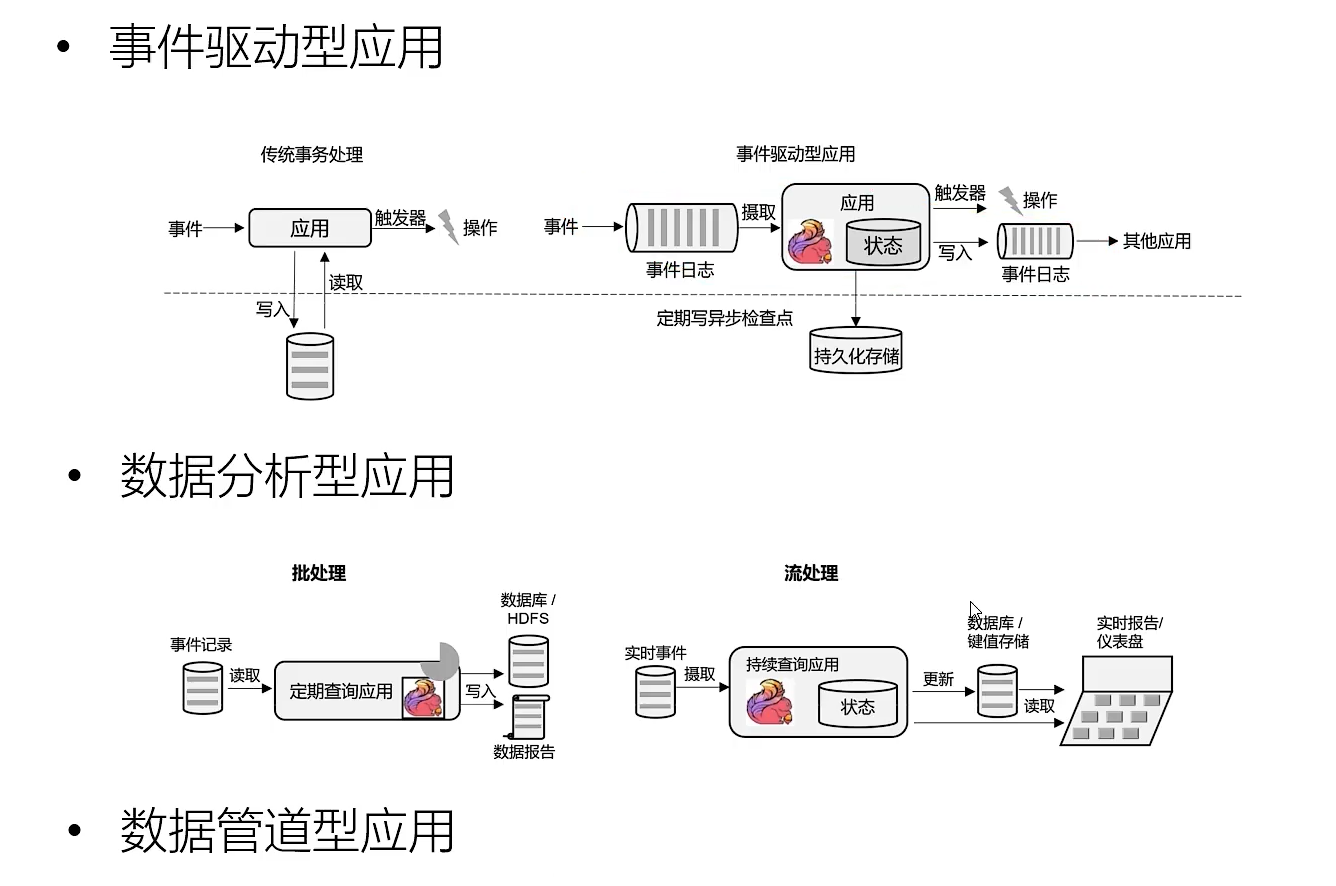 • 事件驱动型应用
传统事务处理
事件驱动型应用
事件
应用
触发器
操作
写入
读取
事件
事件日志
摄取
应用
状态
触发器
操作
写入
事件日志
其他应用
定期写异步检查点
持久化存储
• 数据分析型应用
批处理
流处理
事件记录
读取
定期查询应用
写入
数据库 /
HDFS
数据报告
实时事件
摄取
持续查询应用
状态
更新
数据库 /
键值存储
读取
实时报告/
仪表盘
• 数据管道型应用